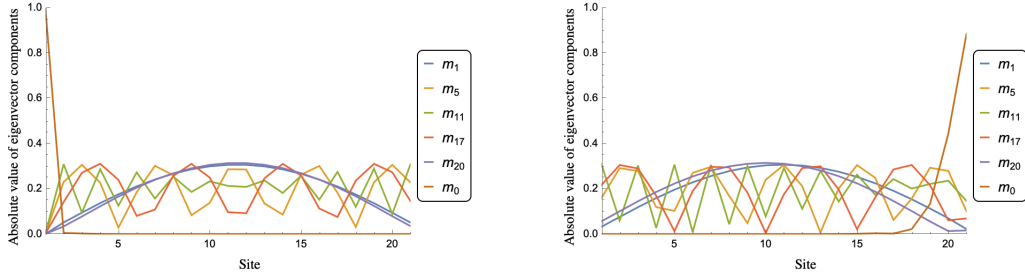 Absolute value of eigenvector components
1.0
0.8
0.6
0.4
0.2
0.0
5
10
15
20
Site
m₁
m₅
m₁₁
m₁₇
m₂₀
m₀
Absolute value of eigenvector components
1.0
0.8
0.6
0.4
0.2
0.0
5
10
15
20
Site
m₁
m₅
m₁₁
m₁₇
m₂₀
m₀